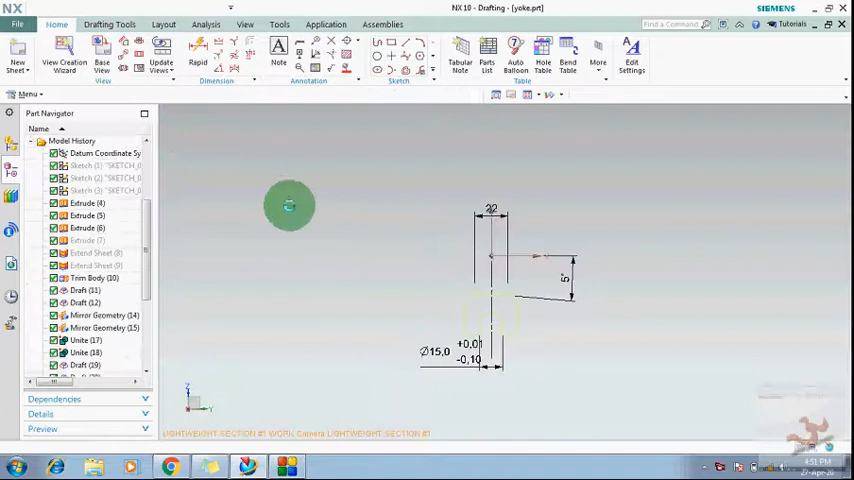 NX
NX 10 - Drafting - [yoke.prt]
SIEMENS
File
Home
Drafting Tools
Layout
Analysis
View
Tools
Application
Assemblies
Find a Command
Tutorials
New Sheet
View Creation Wizard
Base View
Update Views
View
Rapid
Dimension
Note
Annotation
Sketch
Tabular Note
Parts List
Auto Balloon
Hole Table
Bend Table
More
Table
Edit Settings
Menu
Part Navigator
Name
Model History
Datum Coordinate Sy
Sketch (1) "SKETCH_0
Sketch (2) "SKETCH_0
Sketch (3) "SKETCH_0
Extrude (4)
Extrude (5)
Extrude (6)
Extrude (7)
Extend Sheet (8)
Extend Sheet (9)
Trim Body (10)
Draft (11)
Draft (12)
Mirror Geometry (14)
Mirror Geometry (15)
Unite (17)
Unite (18)
Draft (19)
Dependencies
Details
Preview
22
5°
Ø15,0 +0,01
-0,10
Z
Y
LIGHTWEIGHT-SECTION #1 WORK Camera LIGHTWEIGHT-SECTION #1
4:51 PM